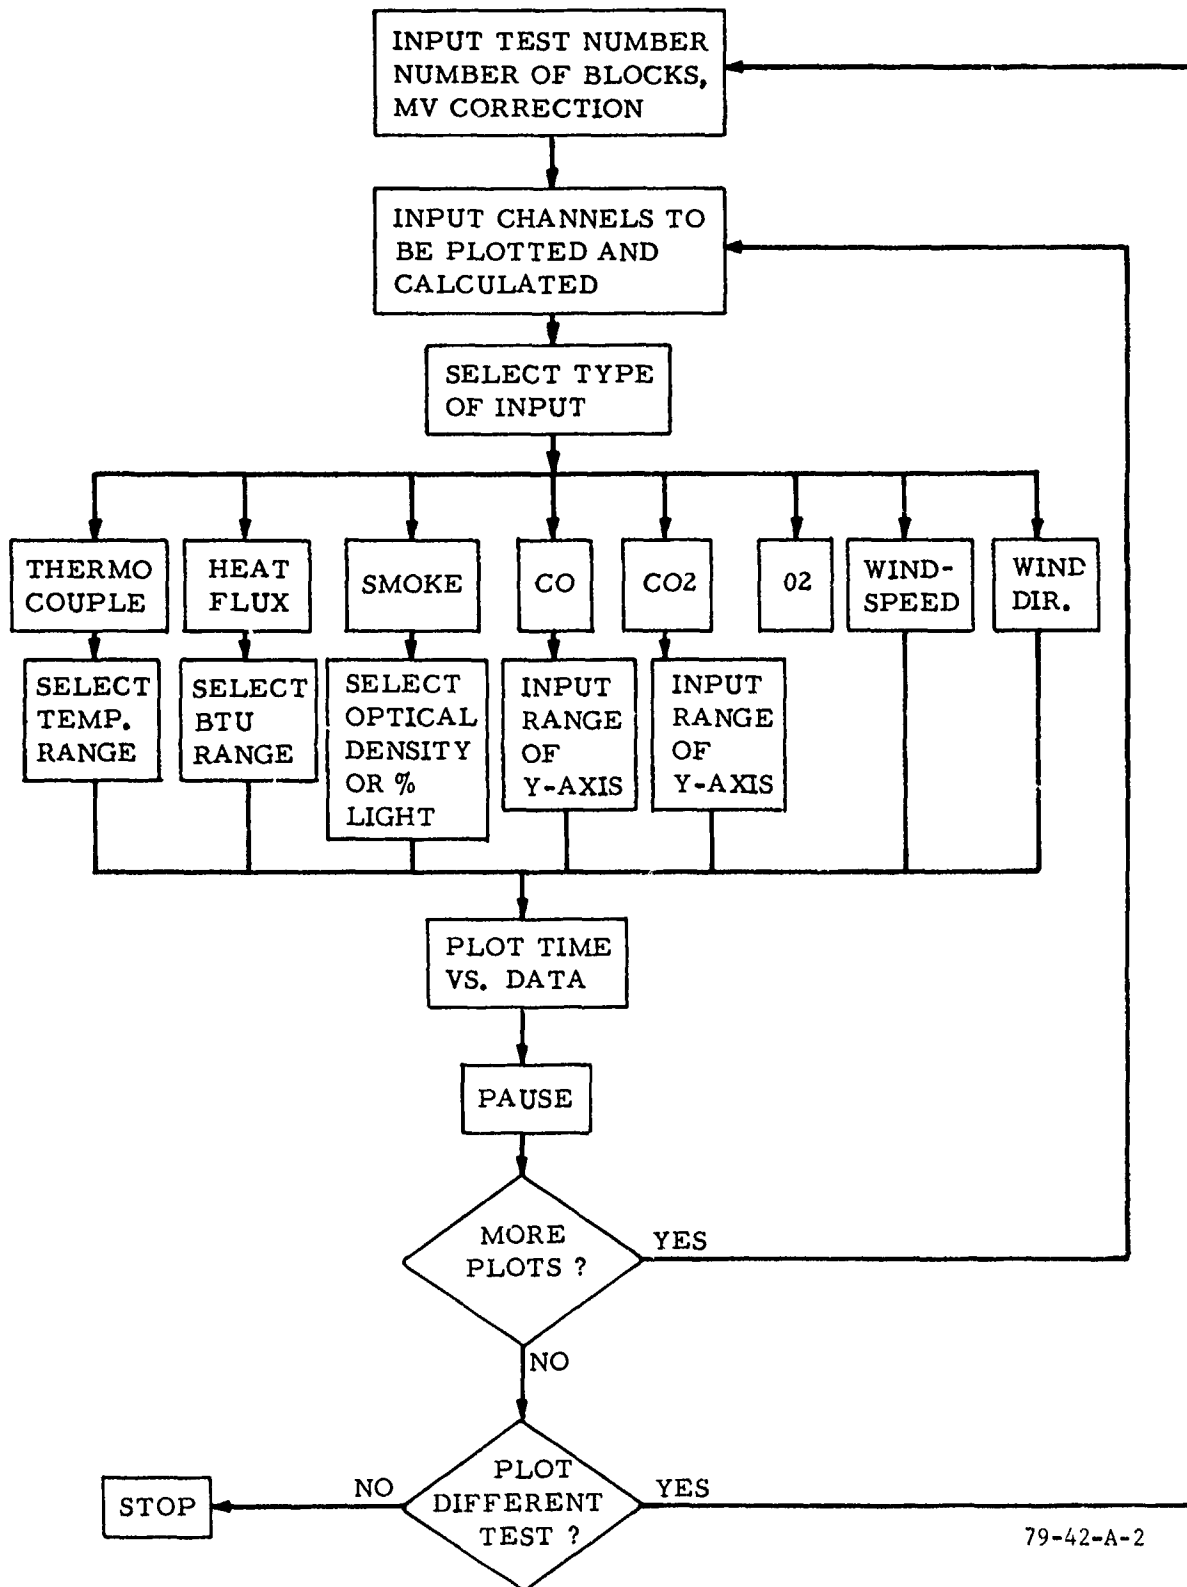 INPUT TEST NUMBER
NUMBER OF BLOCKS,
MV CORRECTION
INPUT CHANNELS TO
BE PLOTTED AND
CALCULATED
SELECT TYPE
OF INPUT
THERMO
COUPLE
HEAT
FLUX
SMOKE
CO
CO2
02
WIND-
SPEED
WIND
DIR.
SELECT
TEMP.
RANGE
SELECT
BTU
RANGE
SELECT
OPTICAL
DENSITY
OR %
LIGHT
INPUT
RANGE
OF
Y-AXIS
INPUT
RANGE
OF
Y-AXIS
PLOT TIME
VS. DATA
PAUSE
MORE
PLOTS ?
YES
NO
PLOT
DIFFERENT
TEST ?
NO
YES
STOP
79-42-A-2